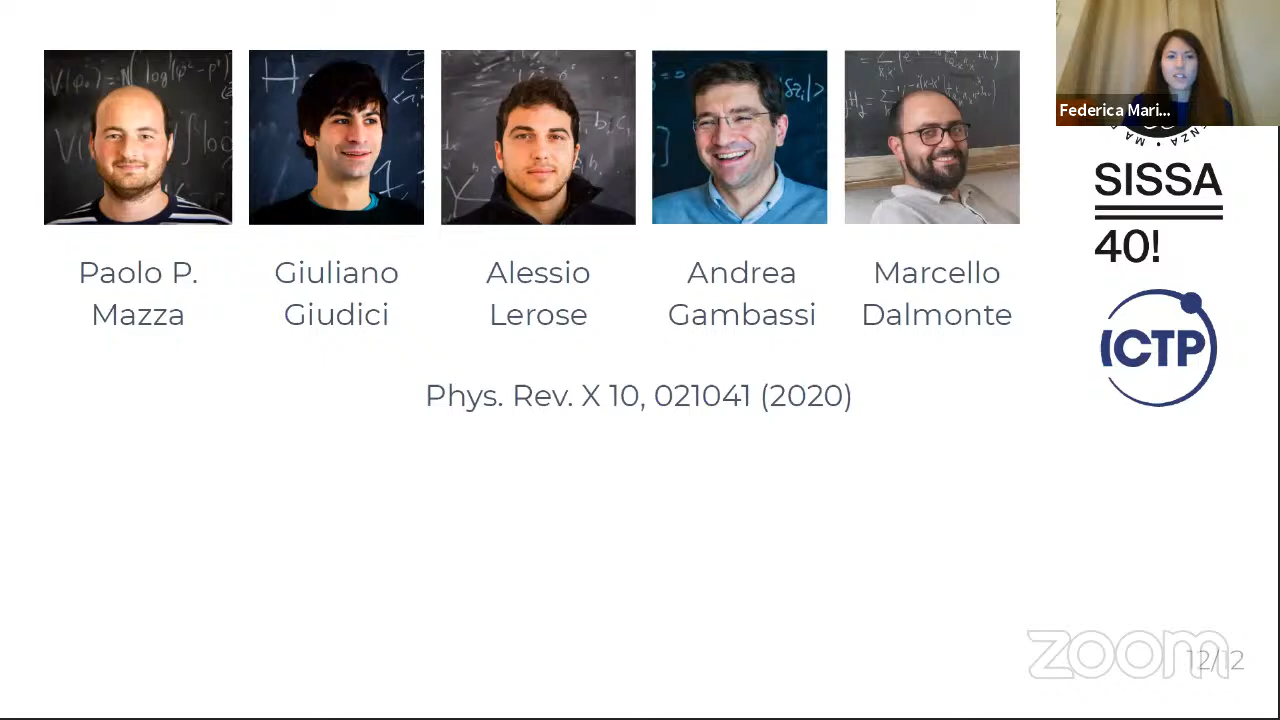 Federica Mari...
SISSA
40!
ICTP
Paolo P.
Mazza
Giuliano
Giudici
Alessio
Lerose
Andrea
Gambassi
Marcello
Dalmonte
Phys. Rev. X 10, 021041 (2020)
zoom
12/12